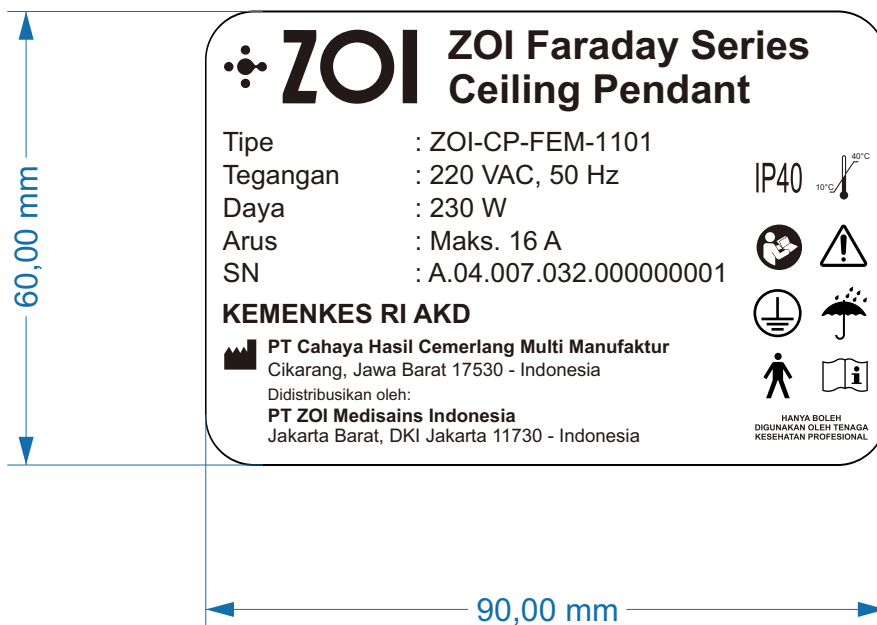 ZOI
ZOI Faraday Series
Ceiling Pendant
Tipe : ZOI-CP-FEM-1101
Tegangan : 220 VAC, 50 Hz
Daya : 230 W
Arus : Maks. 16 A
SN : A.04.007.032.000000001
IP40
40°C
10°C
KEMENKES RI AKD
PT Cahaya Hasil Cemerlang Multi Manufaktur
Cikarang, Jawa Barat 17530 - Indonesia
Didistribusikan oleh:
PT ZOI Medisains Indonesia
Jakarta Barat, DKI Jakarta 11730 - Indonesia
i
HANYA BOLEH
DIGUNAKAN OLEH TENAGA
KESEHATAN PROFESIONAL
60,00 mm
90,00 mm